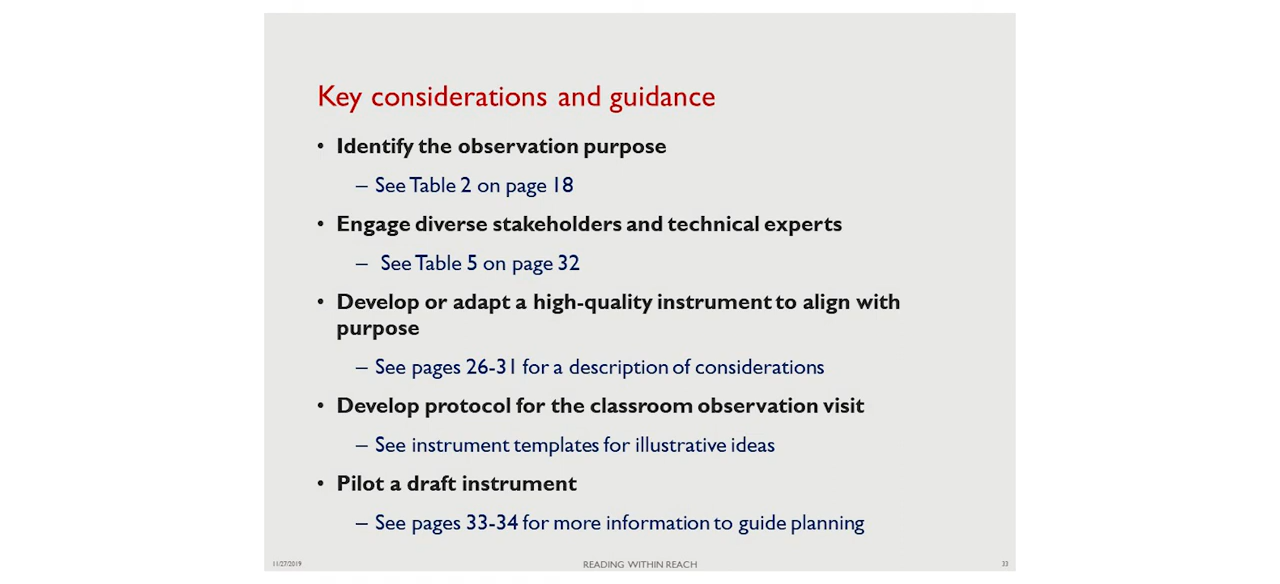 Key considerations and guidance
• Identify the observation purpose
– See Table 2 on page 18
• Engage diverse stakeholders and technical experts
– See Table 5 on page 32
• Develop or adapt a high-quality instrument to align with
purpose
– See pages 26-31 for a description of considerations
• Develop protocol for the classroom observation visit
– See instrument templates for illustrative ideas
• Pilot a draft instrument
– See pages 33-34 for more information to guide planning
11/27/2019
READING WITHIN REACH
33